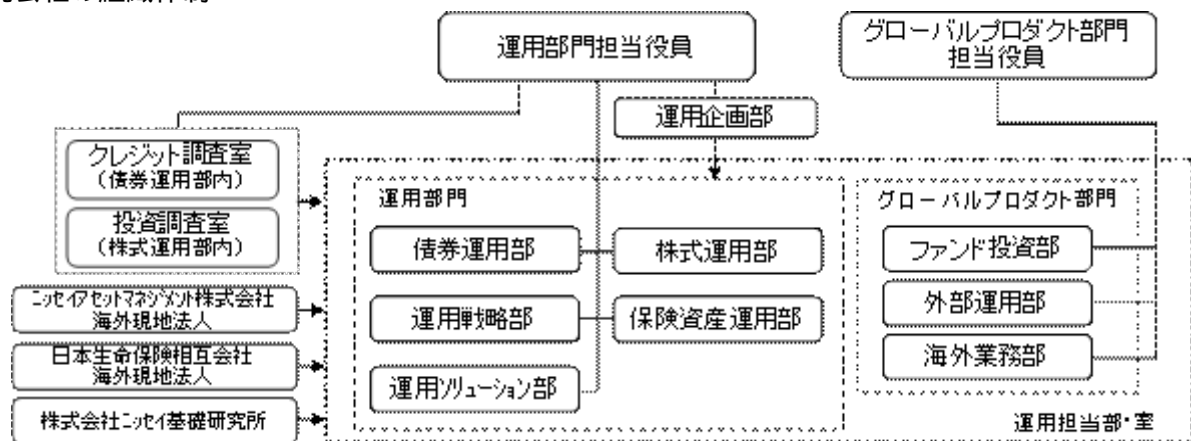 運用部門担当役員
グローバルプロダクト部門
担当役員
運用企画部
クレジット調査室
(債券運用部内)
投資調査室
(株式運用部内)
運用部門
グローバルプロダクト部門
債券運用部
株式運用部
ファンド投資部
ニッセイアセットマネジメント株式会社
海外現地法人
運用戦略部
保険資産運用部
外部運用部
日本生命保険相互会社
海外現地法人
海外業務部
運用ソリューション部
株式会社ニッセイ基礎研究所
運用担当部・室